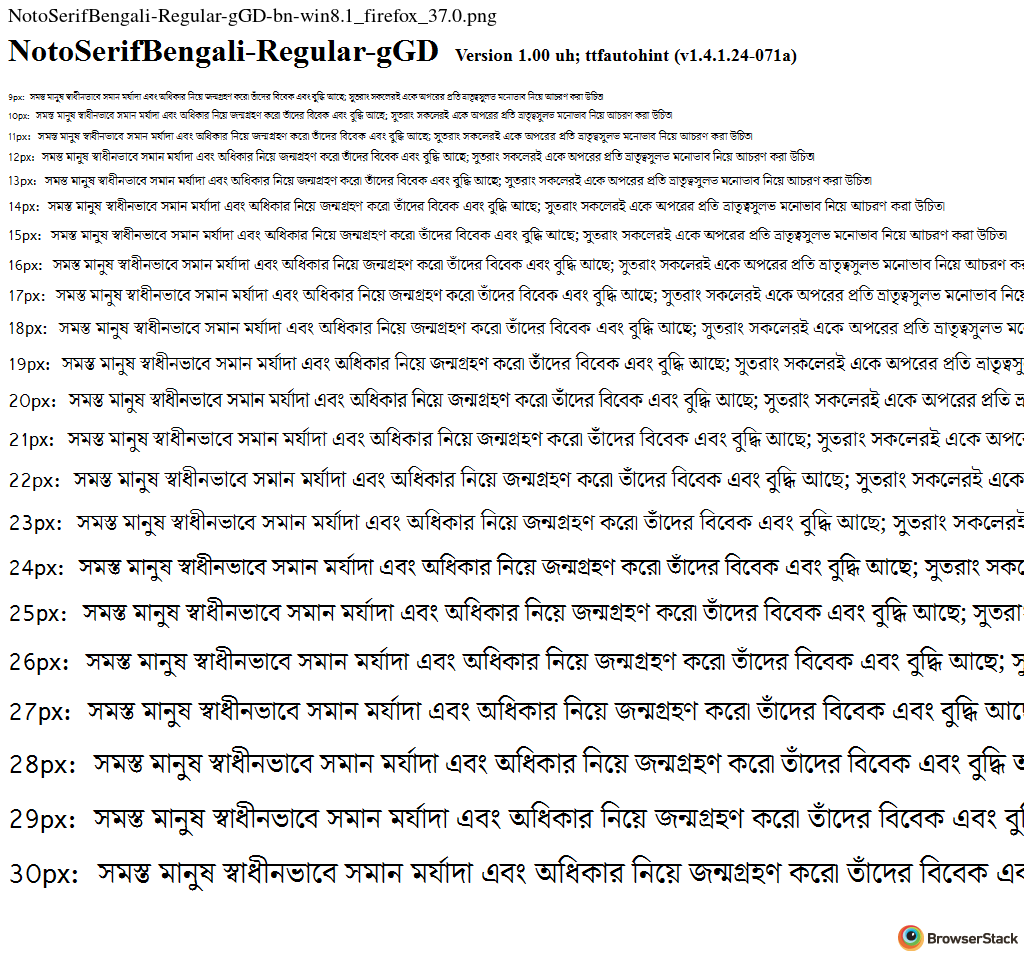 NotoSerifBengali-Regular-gGD-bn-win8.1_firefox_37.0.png
NotoSerifBengali-Regular-gGD Version 1.00 uh; ttfautohint (v1.4.1.24-071a)
9px: সমস্ত মানুষ স্বাধীনভাবে সমান মর্যাদা এবং অধিকার নিয়ে জন্মগ্রহণ করে। তাঁদের বিবেক এবং বুদ্ধি আছে; সুতরাং সকলেরই একে অপরের প্রতি ভ্রাতৃত্বসুলভ মনোভাব নিয়ে আচরণ করা উচিত।
10px: সমস্ত মানুষ স্বাধীনভাবে সমান মর্যাদা এবং অধিকার নিয়ে জন্মগ্রহণ করে। তাঁদের বিবেক এবং বুদ্ধি আছে; সুতরাং সকলেরই একে অপরের প্রতি ভ্রাতৃত্বসুলভ মনোভাব নিয়ে আচরণ করা উচিত।
11px: সমস্ত মানুষ স্বাধীনভাবে সমান মর্যাদা এবং অধিকার নিয়ে জন্মগ্রহণ করে। তাঁদের বিবেক এবং বুদ্ধি আছে; সুতরাং সকলেরই একে অপরের প্রতি ভ্রাতৃত্বসুলভ মনোভাব নিয়ে আচরণ করা উচিত।
12px: সমস্ত মানুষ স্বাধীনভাবে সমান মর্যাদা এবং অধিকার নিয়ে জন্মগ্রহণ করে। তাঁদের বিবেক এবং বুদ্ধি আছে; সুতরাং সকলেরই একে অপরের প্রতি ভ্রাতৃত্বসুলভ মনোভাব নিয়ে আচরণ করা উচিত।
13px: সমস্ত মানুষ স্বাধীনভাবে সমান মর্যাদা এবং অধিকার নিয়ে জন্মগ্রহণ করে। তাঁদের বিবেক এবং বুদ্ধি আছে; সুতরাং সকলেরই একে অপরের প্রতি ভ্রাতৃত্বসুলভ মনোভাব নিয়ে আচরণ করা উচিত।
14px: সমস্ত মানুষ স্বাধীনভাবে সমান মর্যাদা এবং অধিকার নিয়ে জন্মগ্রহণ করে। তাঁদের বিবেক এবং বুদ্ধি আছে; সুতরাং সকলেরই একে অপরের প্রতি ভ্রাতৃত্বসুলভ মনোভাব নিয়ে আচরণ করা উচিত।
15px: সমস্ত মানুষ স্বাধীনভাবে সমান মর্যাদা এবং অধিকার নিয়ে জন্মগ্রহণ করে। তাঁদের বিবেক এবং বুদ্ধি আছে; সুতরাং সকলেরই একে অপরের প্রতি ভ্রাতৃত্বসুলভ মনোভাব নিয়ে আচরণ করা উচিত।
16px: সমস্ত মানুষ স্বাধীনভাবে সমান মর্যাদা এবং অধিকার নিয়ে জন্মগ্রহণ করে। তাঁদের বিবেক এবং বুদ্ধি আছে; সুতরাং সকলেরই একে অপরের প্রতি ভ্রাতৃত্বসুলভ মনোভাব নিয়ে আচরণ
17px: সমস্ত মানুষ স্বাধীনভাবে সমান মর্যাদা এবং অধিকার নিয়ে জন্মগ্রহণ করে। তাঁদের বিবেক এবং বুদ্ধি আছে; সুতরাং সকলেরই একে অপরের প্রতি ভ্রাতৃত্বসুলভ মনোভাব নিয়ে
18px: সমস্ত মানুষ স্বাধীনভাবে সমান মর্যাদা এবং অধিকার নিয়ে জন্মগ্রহণ করে। তাঁদের বিবেক এবং বুদ্ধি আছে; সুতরাং সকলেরই একে অপরের প্রতি ভ্রাতৃত্বসুলভ
19px: সমস্ত মানুষ স্বাধীনভাবে সমান মর্যাদা এবং অধিকার নিয়ে জন্মগ্রহণ করে। তাঁদের বিবেক এবং বুদ্ধি আছে; সুতরাং সকলেরই একে অপরের প্রতি ভ্রাতৃত্বসু
20px: সমস্ত মানুষ স্বাধীনভাবে সমান মর্যাদা এবং অধিকার নিয়ে জন্মগ্রহণ করে। তাঁদের বিবেক এবং বুদ্ধি আছে; সুতরাং সকলেরই একে অপরের প্রতি
21px: সমস্ত মানুষ স্বাধীনভাবে সমান মর্যাদা এবং অধিকার নিয়ে জন্মগ্রহণ করে। তাঁদের বিবেক এবং বুদ্ধি আছে; সুতরাং সকলেরই একে
22px: সমস্ত মানুষ স্বাধীনভাবে সমান মর্যাদা এবং অধিকার নিয়ে জন্মগ্রহণ করে। তাঁদের বিবেক এবং বুদ্ধি আছে; সুতরাং সকলেরই একে
23px: সমস্ত মানুষ স্বাধীনভাবে সমান মর্যাদা এবং অধিকার নিয়ে জন্মগ্রহণ করে। তাঁদের বিবেক এবং বুদ্ধি আছে; সুতরাং সকলেরই
24px: সমস্ত মানুষ স্বাধীনভাবে সমান মর্যাদা এবং অধিকার নিয়ে জন্মগ্রহণ করে। তাঁদের বিবেক এবং বুদ্ধি আছে; সুতরাং সকলে
25px: সমস্ত মানুষ স্বাধীনভাবে সমান মর্যাদা এবং অধিকার নিয়ে জন্মগ্রহণ করে। তাঁদের বিবেক এবং বুদ্ধি আছে; সুতরা
26px: সমস্ত মানুষ স্বাধীনভাবে সমান মর্যাদা এবং অধিকার নিয়ে জন্মগ্রহণ করে। তাঁদের বিবেক এবং বুদ্ধি আছে;
27px: সমস্ত মানুষ স্বাধীনভাবে সমান মর্যাদা এবং অধিকার নিয়ে জন্মগ্রহণ করে। তাঁদের বিবেক এবং বুদ্ধি আছে
28px: সমস্ত মানুষ স্বাধীনভাবে সমান মর্যাদা এবং অধিকার নিয়ে জন্মগ্রহণ করে। তাঁদের বিবেক এবং বুদ্ধি
29px: সমস্ত মানুষ স্বাধীনভাবে সমান মর্যাদা এবং অধিকার নিয়ে জন্মগ্রহণ করে। তাঁদের বিবেক এবং
30px: সমস্ত মানুষ স্বাধীনভাবে সমান মর্যাদা এবং অধিকার নিয়ে জন্মগ্রহণ করে। তাঁদের বিবেক
BrowserStack